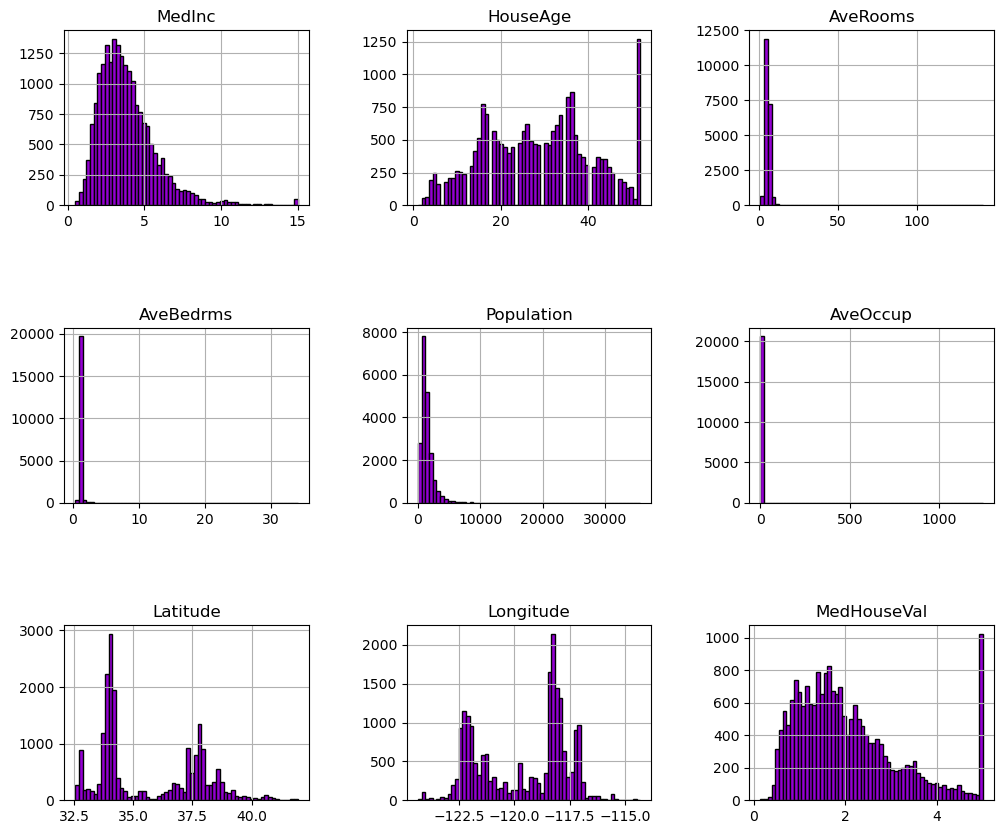 MedInc HouseAge AveRooms
1250 1000 750 500 250 0
0 5 10 15
1250 1000 750 500 250 0
0 20 40
12500 10000 7500 5000 2500 0
0 50 100
AveBedrms Population AveOccup
20000 15000 10000 5000 0
0 10 20 30
8000 6000 4000 2000 0
0 10000 20000 30000
20000 15000 10000 5000 0
0 500 1000
Latitude Longitude MedHouseVal
3000 2000 1000 0
32.5 35.0 37.5 40.0
2000 1500 1000 500 0
−122.5 −120.0 −117.5 −115.0
1000 800 600 400 200 0
0 2 4